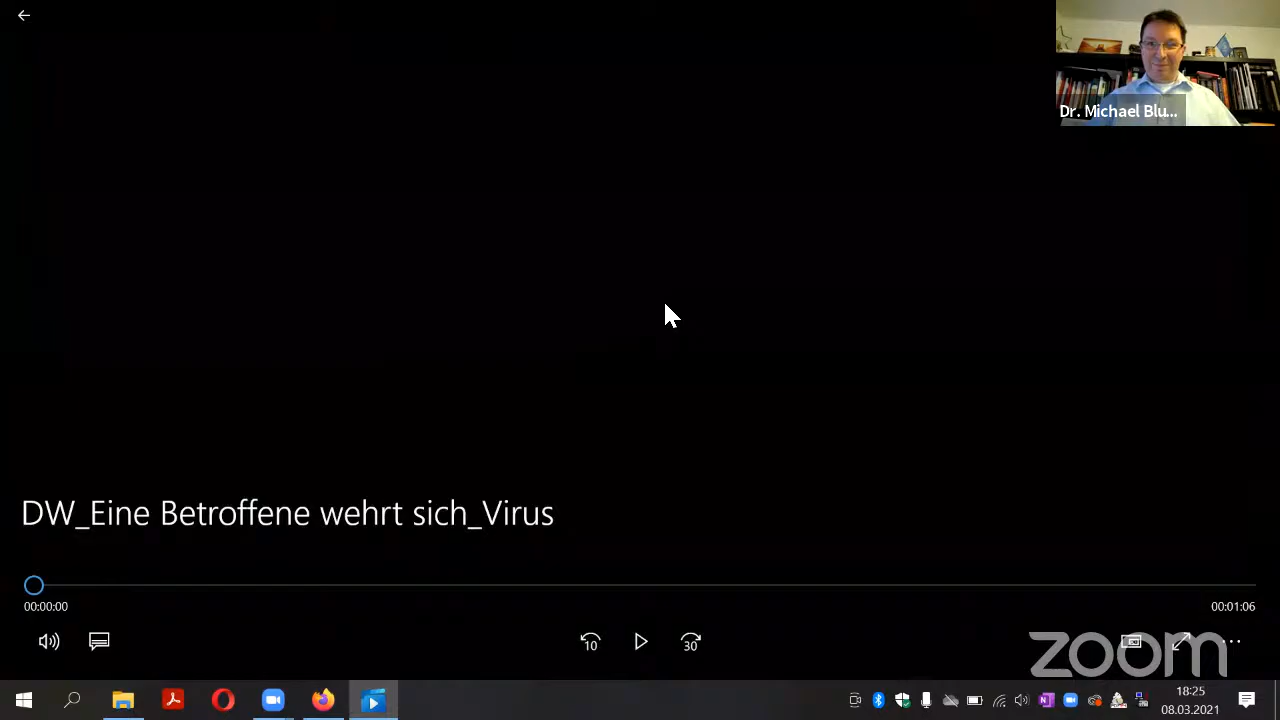 Dr. Michael Blu...
DW_Eine Betroffene wehrt sich_Virus
00:00:00
00:01:06
10
30
zoom
18:25
08.03.2021